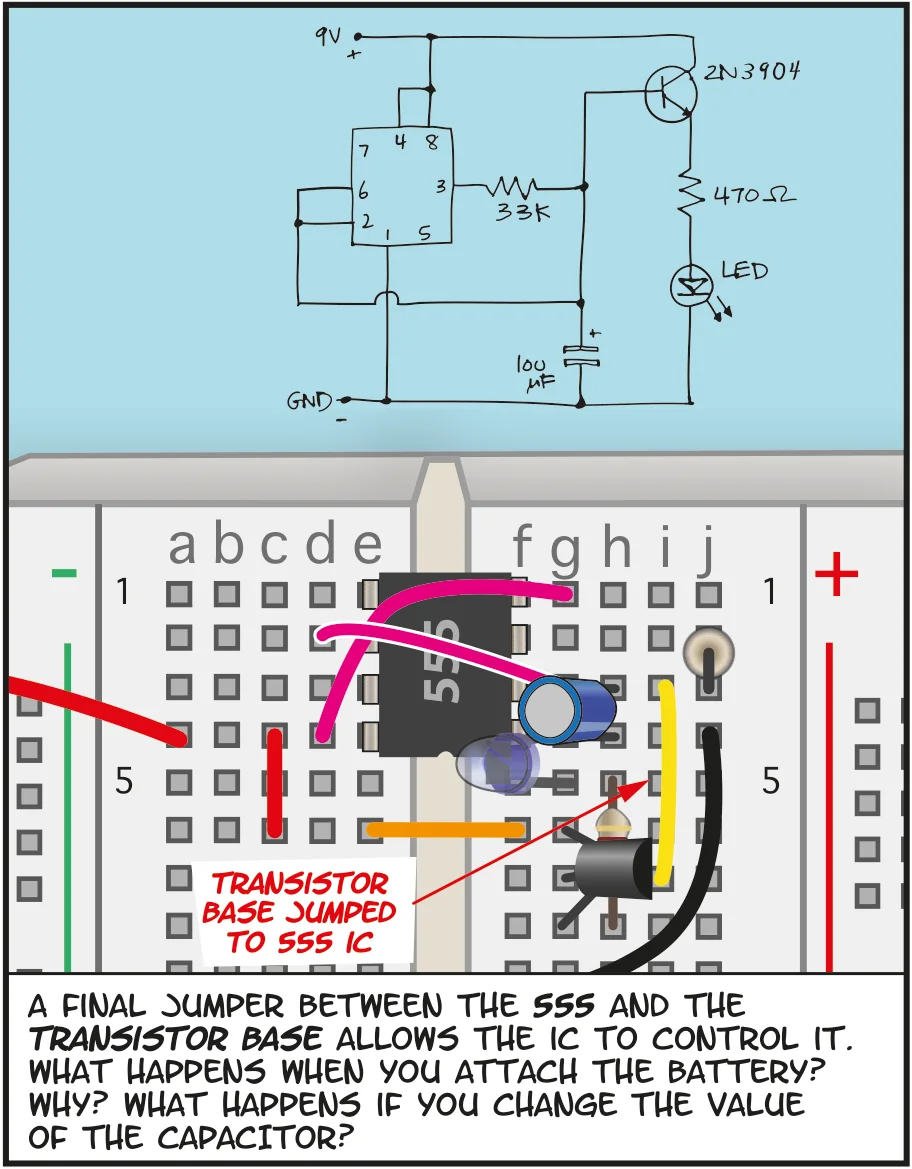 9V
+
2N3904
7
4 8
6
3
2
1
5
33K
470Ω
LED
+
100
µF
GND
-
a b c d e f g h i j
-
1
1
+
555
5
5
TRANSISTOR
BASE JUMPED
TO 555 IC
A FINAL JUMPER BETWEEN THE 555 AND THE
TRANSISTOR BASE ALLOWS THE IC TO CONTROL IT.
WHAT HAPPENS WHEN YOU ATTACH THE BATTERY?
WHY? WHAT HAPPENS IF YOU CHANGE THE VALUE
OF THE CAPACITOR?